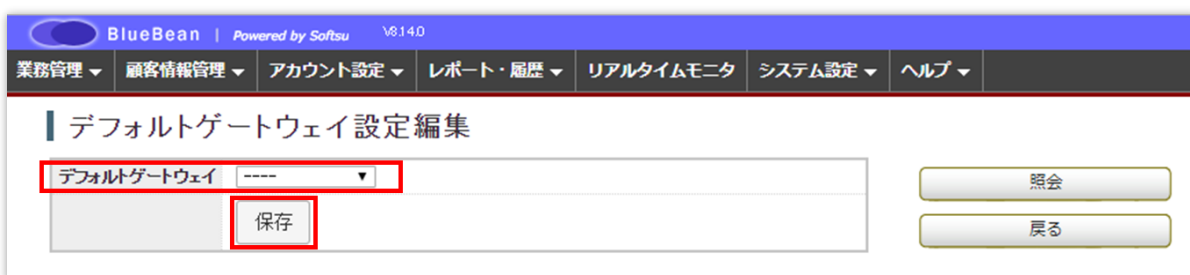 BlueBean | Powered by Softsu V8.14.0
業務管理 ▼ 顧客情報管理 ▼ アカウント設定 ▼ レポート・履歴 ▼ リアルタイムモニタ システム設定 ▼ ヘルプ ▼
デフォルトゲートウェイ設定編集
デフォルトゲートウェイ ---- ▼
保存
照会
戻る